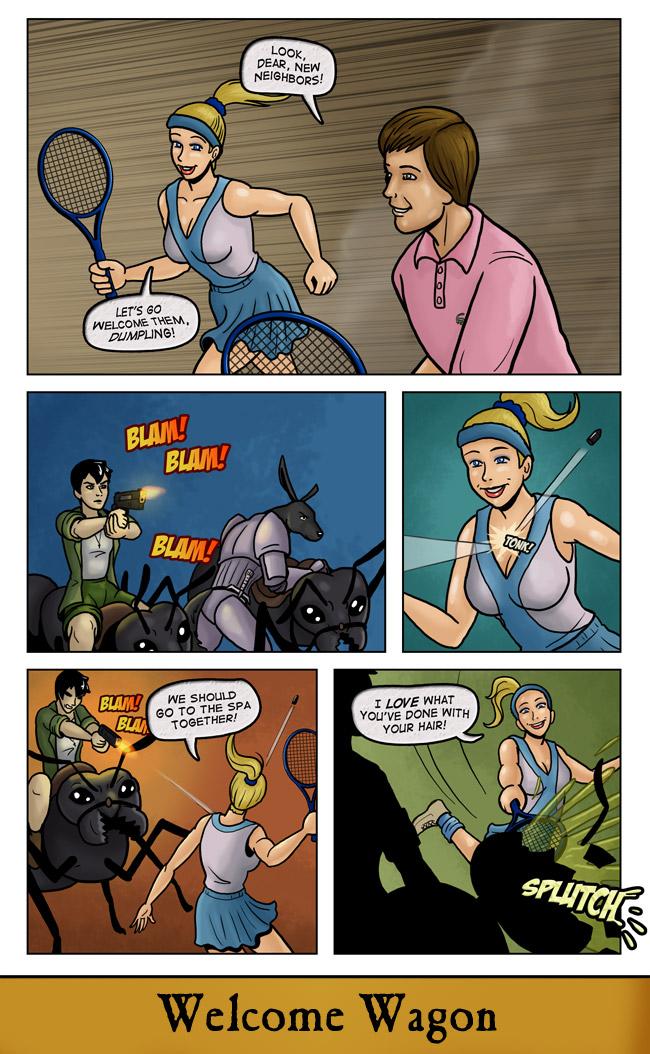 LOOK,
DEAR, NEW
NEIGHBORS!
LET'S GO
WELCOME THEM,
DUMPLING!
BLAM!
BLAM!
BLAM!
TONK!
BLAM!
BLAM
WE SHOULD
GO TO THE SPA
TOGETHER!
I LOVE WHAT
YOU'VE DONE WITH
YOUR HAIR!
SPLUTCH
Welcome Wagon